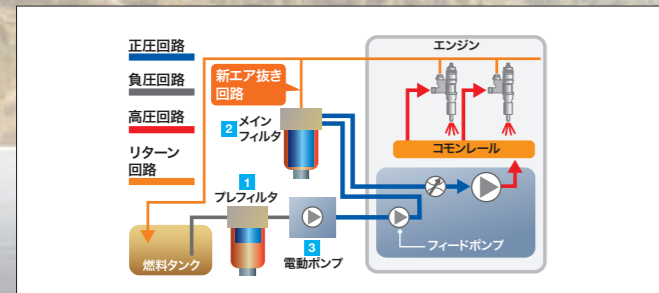 正圧回路
負圧回路
高圧回路
リターン
回路
新エア抜き
回路
エンジン
2 メイン
フィルタ
コモンレール
1
プレフィルタ
3
電動ポンプ
フィードポンプ
燃料タンク